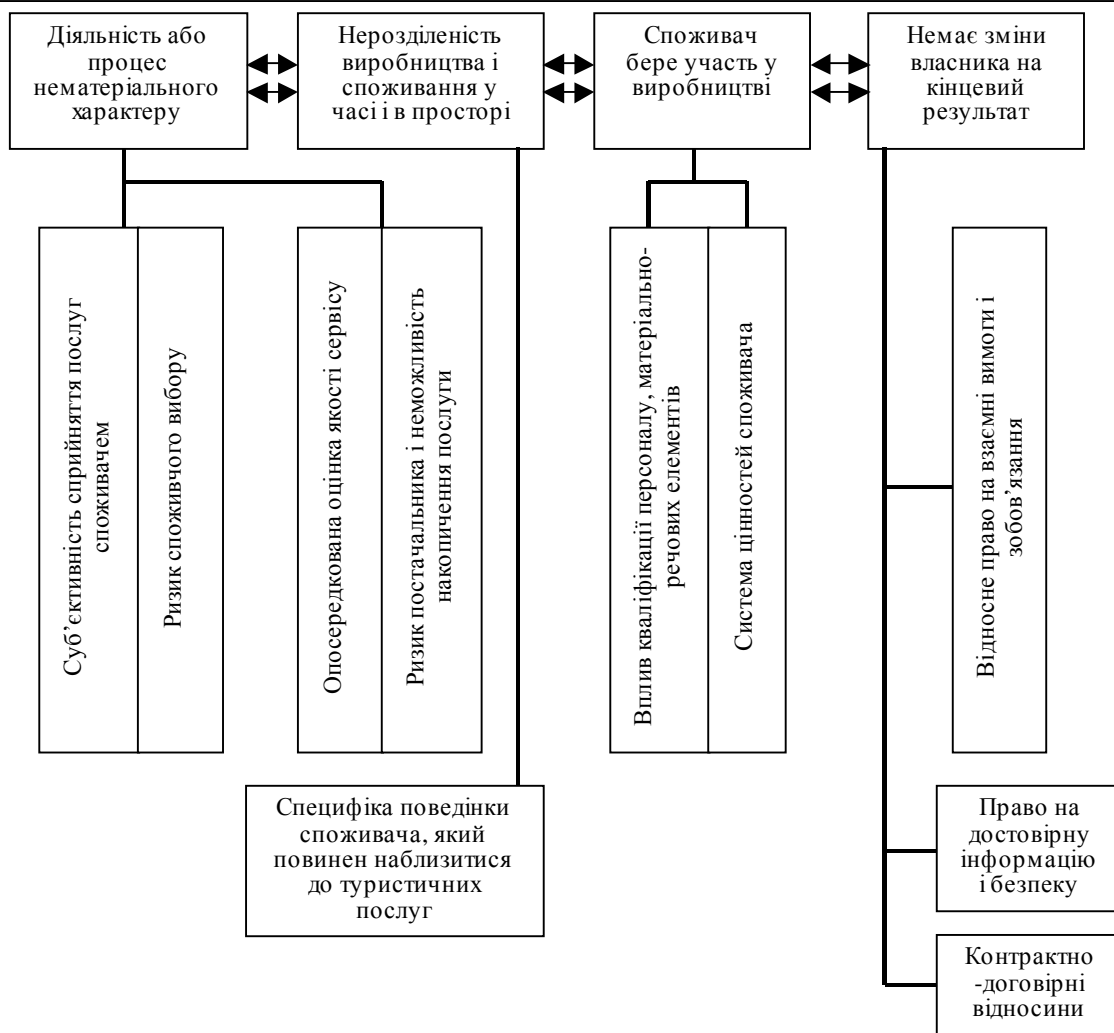 Діяльність або
процес
нематеріального
характеру
Нерозділеність
виробництва і
споживання у
часі і в просторі
Споживач
бере участь у
виробництві
Немає зміни
власника на
кінцевий
результат
Суб’єктивність сприйняття послуг
споживачем
Ризик споживчого вибору
Опосередкована оцінка якості сервісу
Ризик постачальника і неможливість
накопичення послуги
Вплив кваліфікації персоналу, матеріально-
речових елементів
Система цінностей споживача
Відносне право на взаємні вимоги і
зобов’язання
Специфіка поведінки
споживача, який
повинен наблизитися
до туристичних
послуг
Право на
достовірну
інформацію
і безпеку
Контрактно
-договірні
відносини